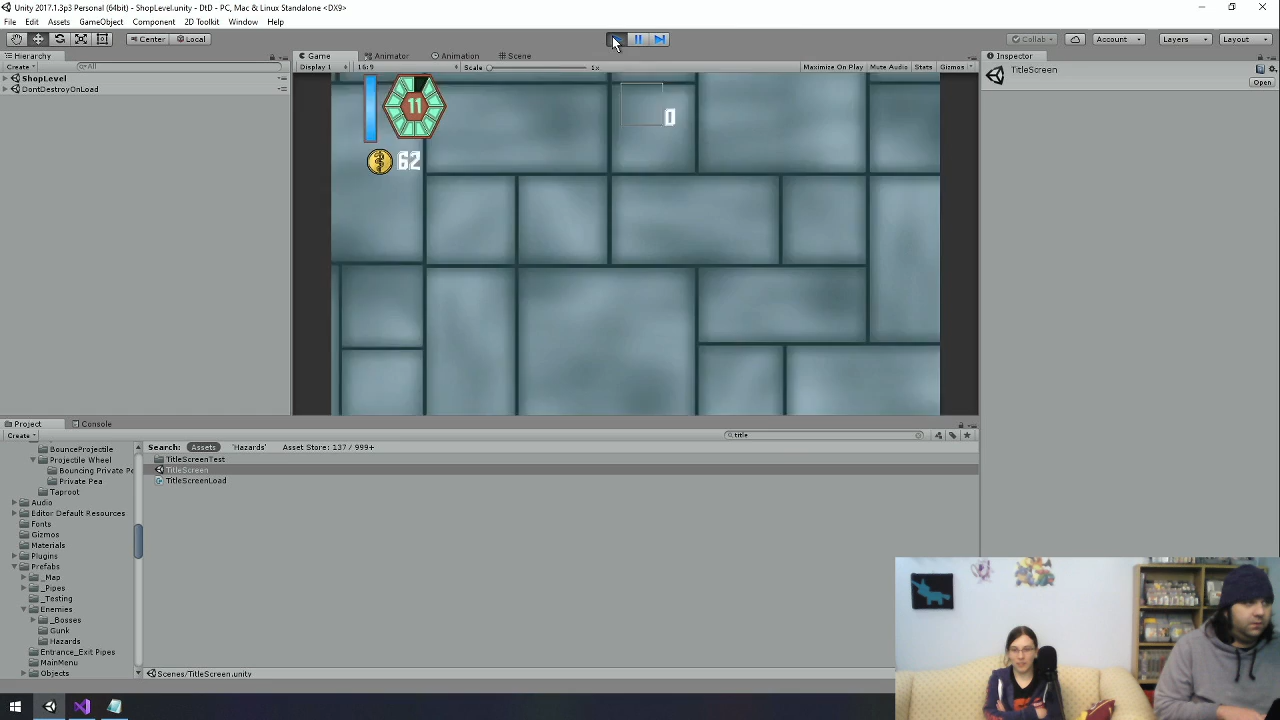 Unity 2017.1.3p3 Personal (64bit) - ShopLevel.unity - DtD - PC, Mac & Linux Standalone <DX9>
File Edit Assets GameObject Component 2D Toolkit Window Help
Center Local Collab Account Layers Layout
Hierarchy Game Animator Animation Scene Inspector
Create All Display 1 16:9 Scale 1x Maximize On Play Mute Audio Stats Gizmos TitleScreen
ShopLevel
Open
DontDestroyOnLoad
11
0
62
Project Console
Create title
BounceProjectile Search: Assets 'Hazards' Asset Store: 137 / 999+
Projectile Wheel TitleScreenTest
Bouncing Private Pe TitleScreen
Private Pea TitleScreenLoad
Taproot
Audio
Editor Default Resources
Fonts
Gizmos
Materials
Plugins
Prefabs
_Map
_Pipes
_Testing
Enemies
_Bosses
Gunk
Hazards
Entrance_Exit Pipes
MainMenu
Objects Scenes/TitleScreen.unity